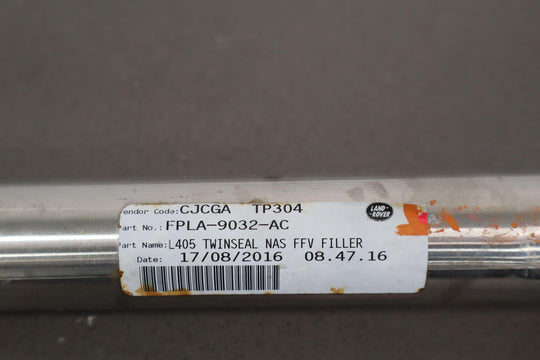 endor Code:CJCGA TP304
LAND-
ROVER
Part No.:FPLA-9032-AC
Part Name:L405 TWINSEAL NAS FFV FILLER
Date: 17/08/2016 08.47.16